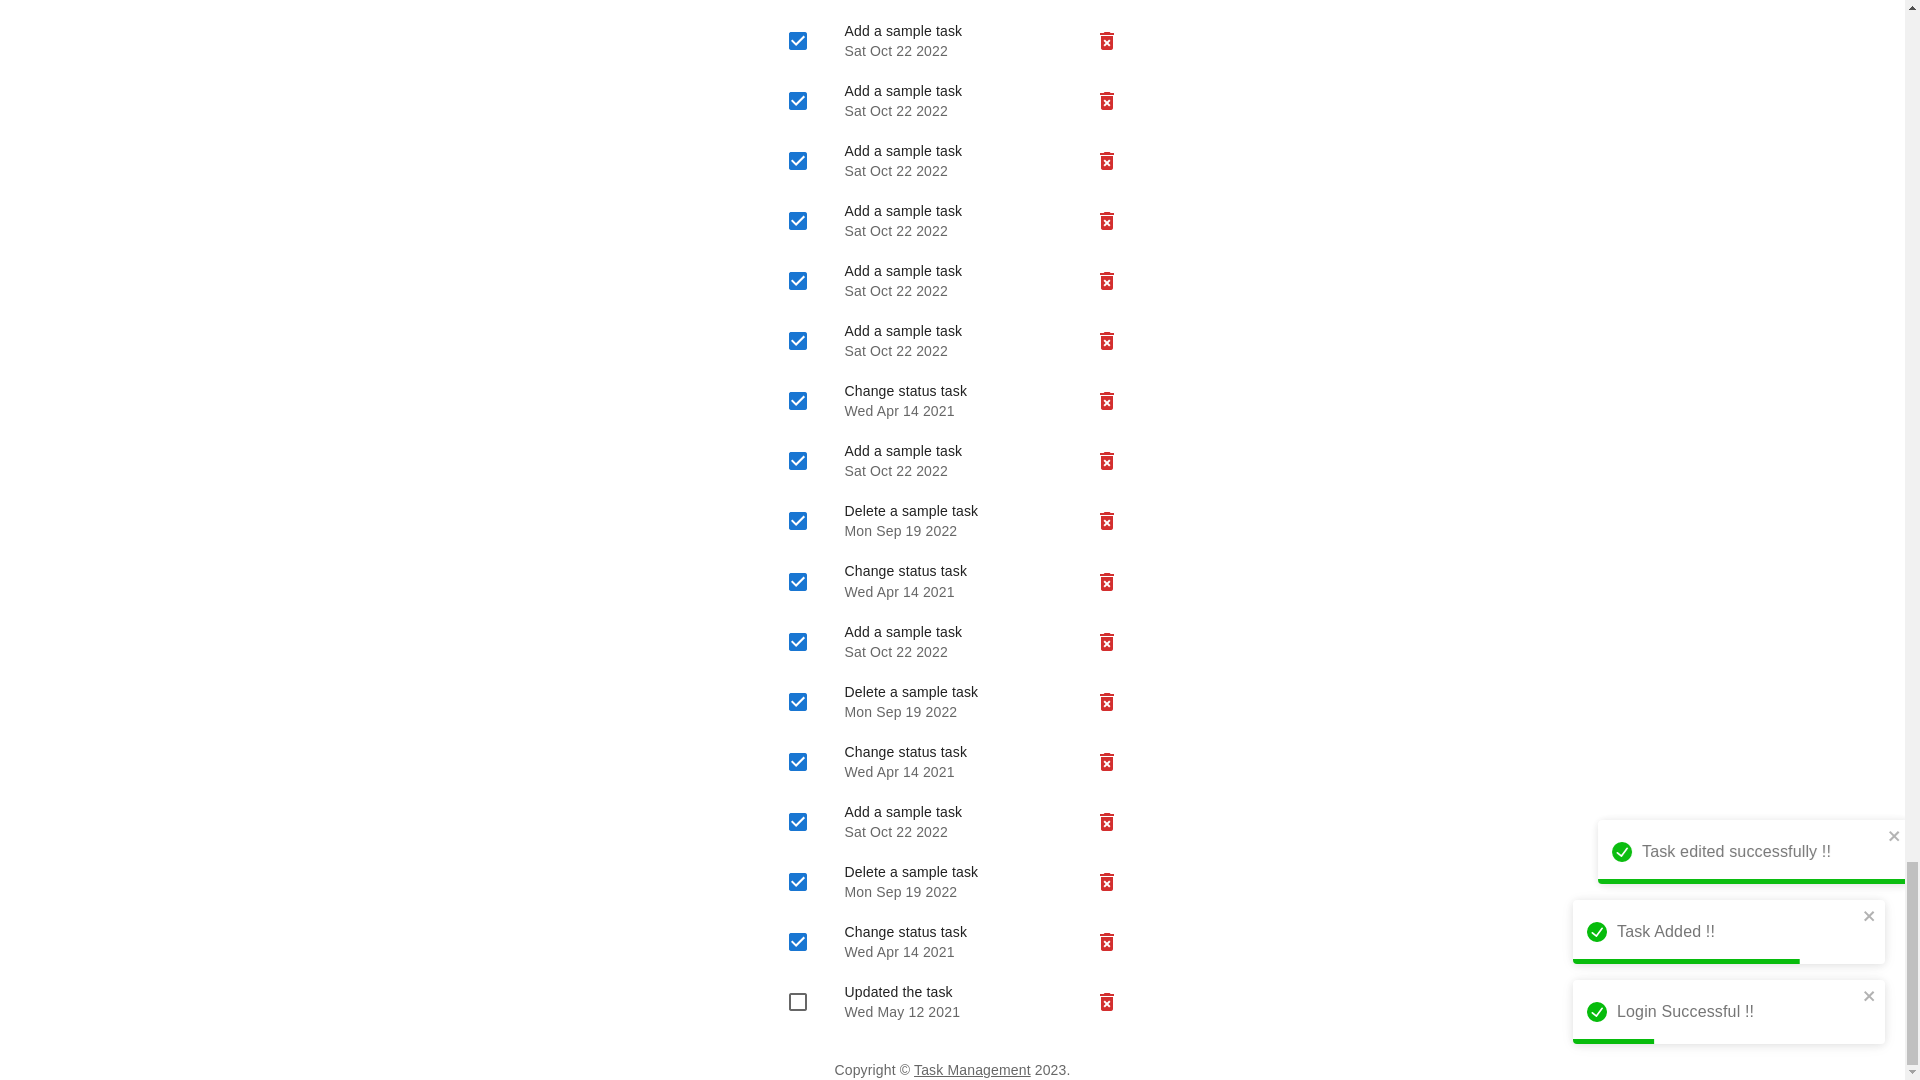 Add a sample task
Sat Oct 22 2022
Add a sample task
Sat Oct 22 2022
Add a sample task
Sat Oct 22 2022
Add a sample task
Sat Oct 22 2022
Add a sample task
Sat Oct 22 2022
Add a sample task
Sat Oct 22 2022
Change status task
Wed Apr 14 2021
Add a sample task
Sat Oct 22 2022
Delete a sample task
Mon Sep 19 2022
Change status task
Wed Apr 14 2021
Add a sample task
Sat Oct 22 2022
Delete a sample task
Mon Sep 19 2022
Change status task
Wed Apr 14 2021
Add a sample task
Sat Oct 22 2022
Delete a sample task
Mon Sep 19 2022
Change status task
Wed Apr 14 2021
Updated the task
Wed May 12 2021
Copyright © Task Management 2023.
Task edited successfully !!
Task Added !!
Login Successful !!